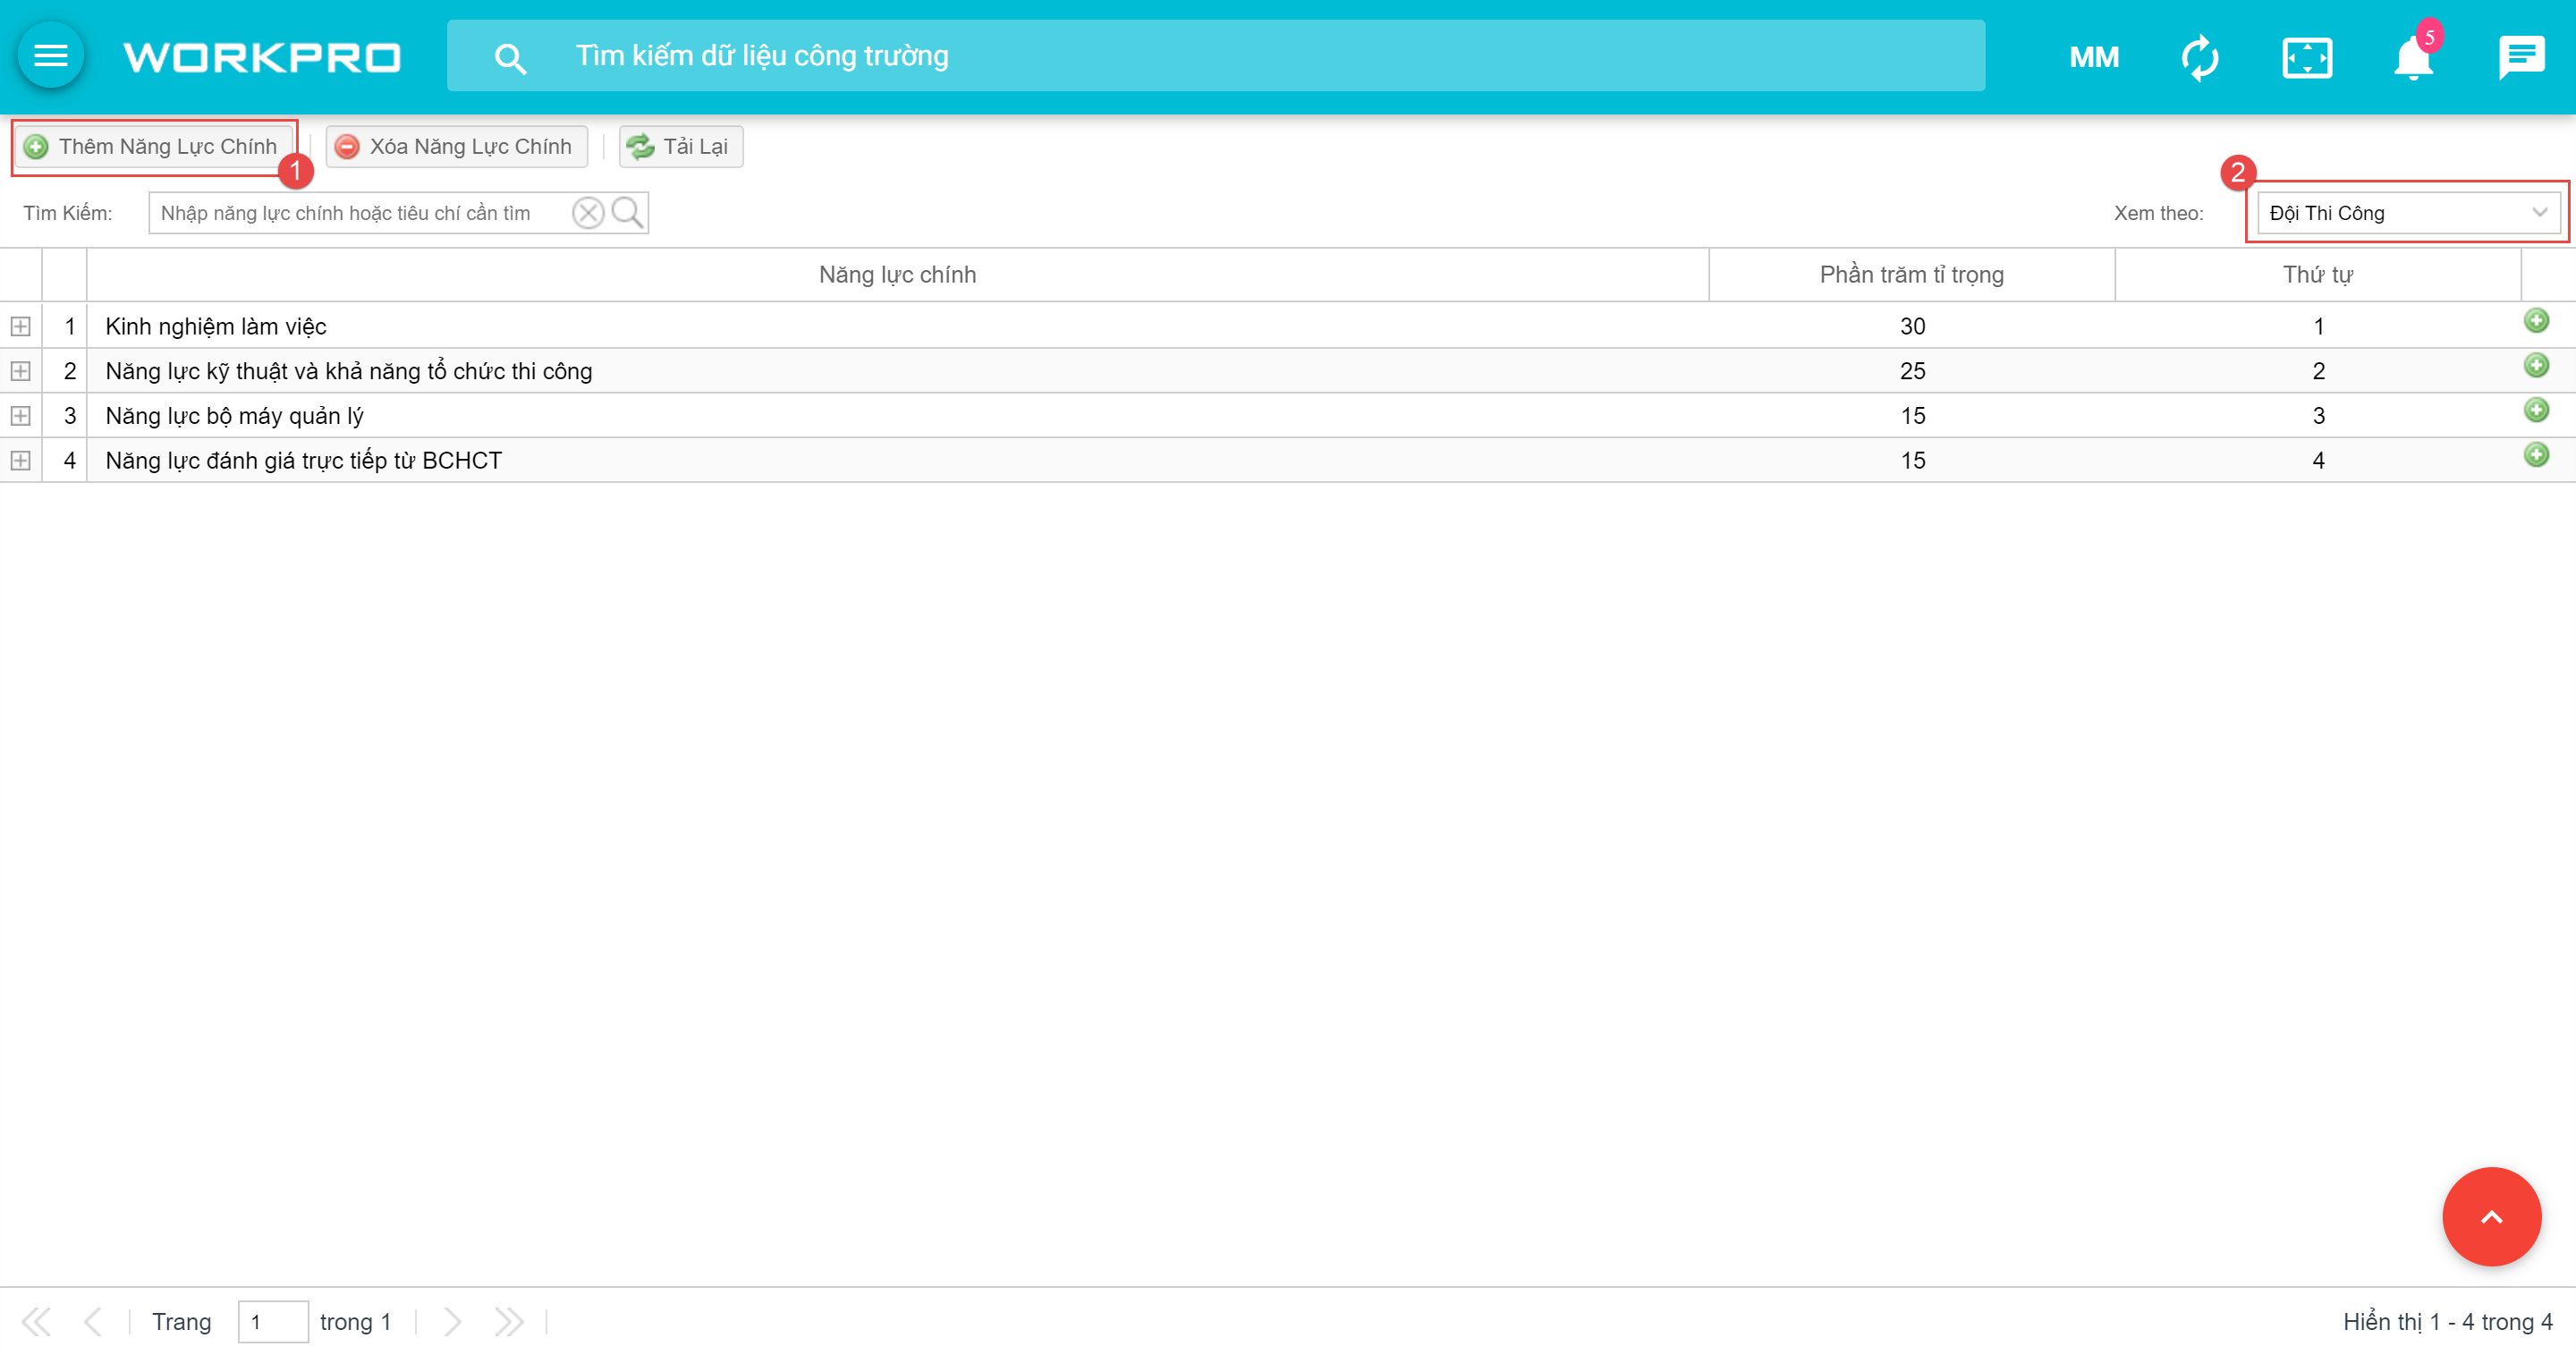 WORKPRO Tìm kiếm dữ liệu công trường MM 5
Thêm Năng Lực Chính 1 Xóa Năng Lực Chính Tải Lại
Tìm Kiếm: Nhập năng lực chính hoặc tiêu chí cần tìm Xem theo: 2 Đội Thi Công
Năng lực chính Phần trăm tỉ trọng Thứ tự
1 Kinh nghiệm làm việc 30 1
2 Năng lực kỹ thuật và khả năng tổ chức thi công 25 2
3 Năng lực bộ máy quản lý 15 3
4 Năng lực đánh giá trực tiếp từ BCHCT 15 4
Trang 1 trong 1 Hiển thị 1 - 4 trong 4